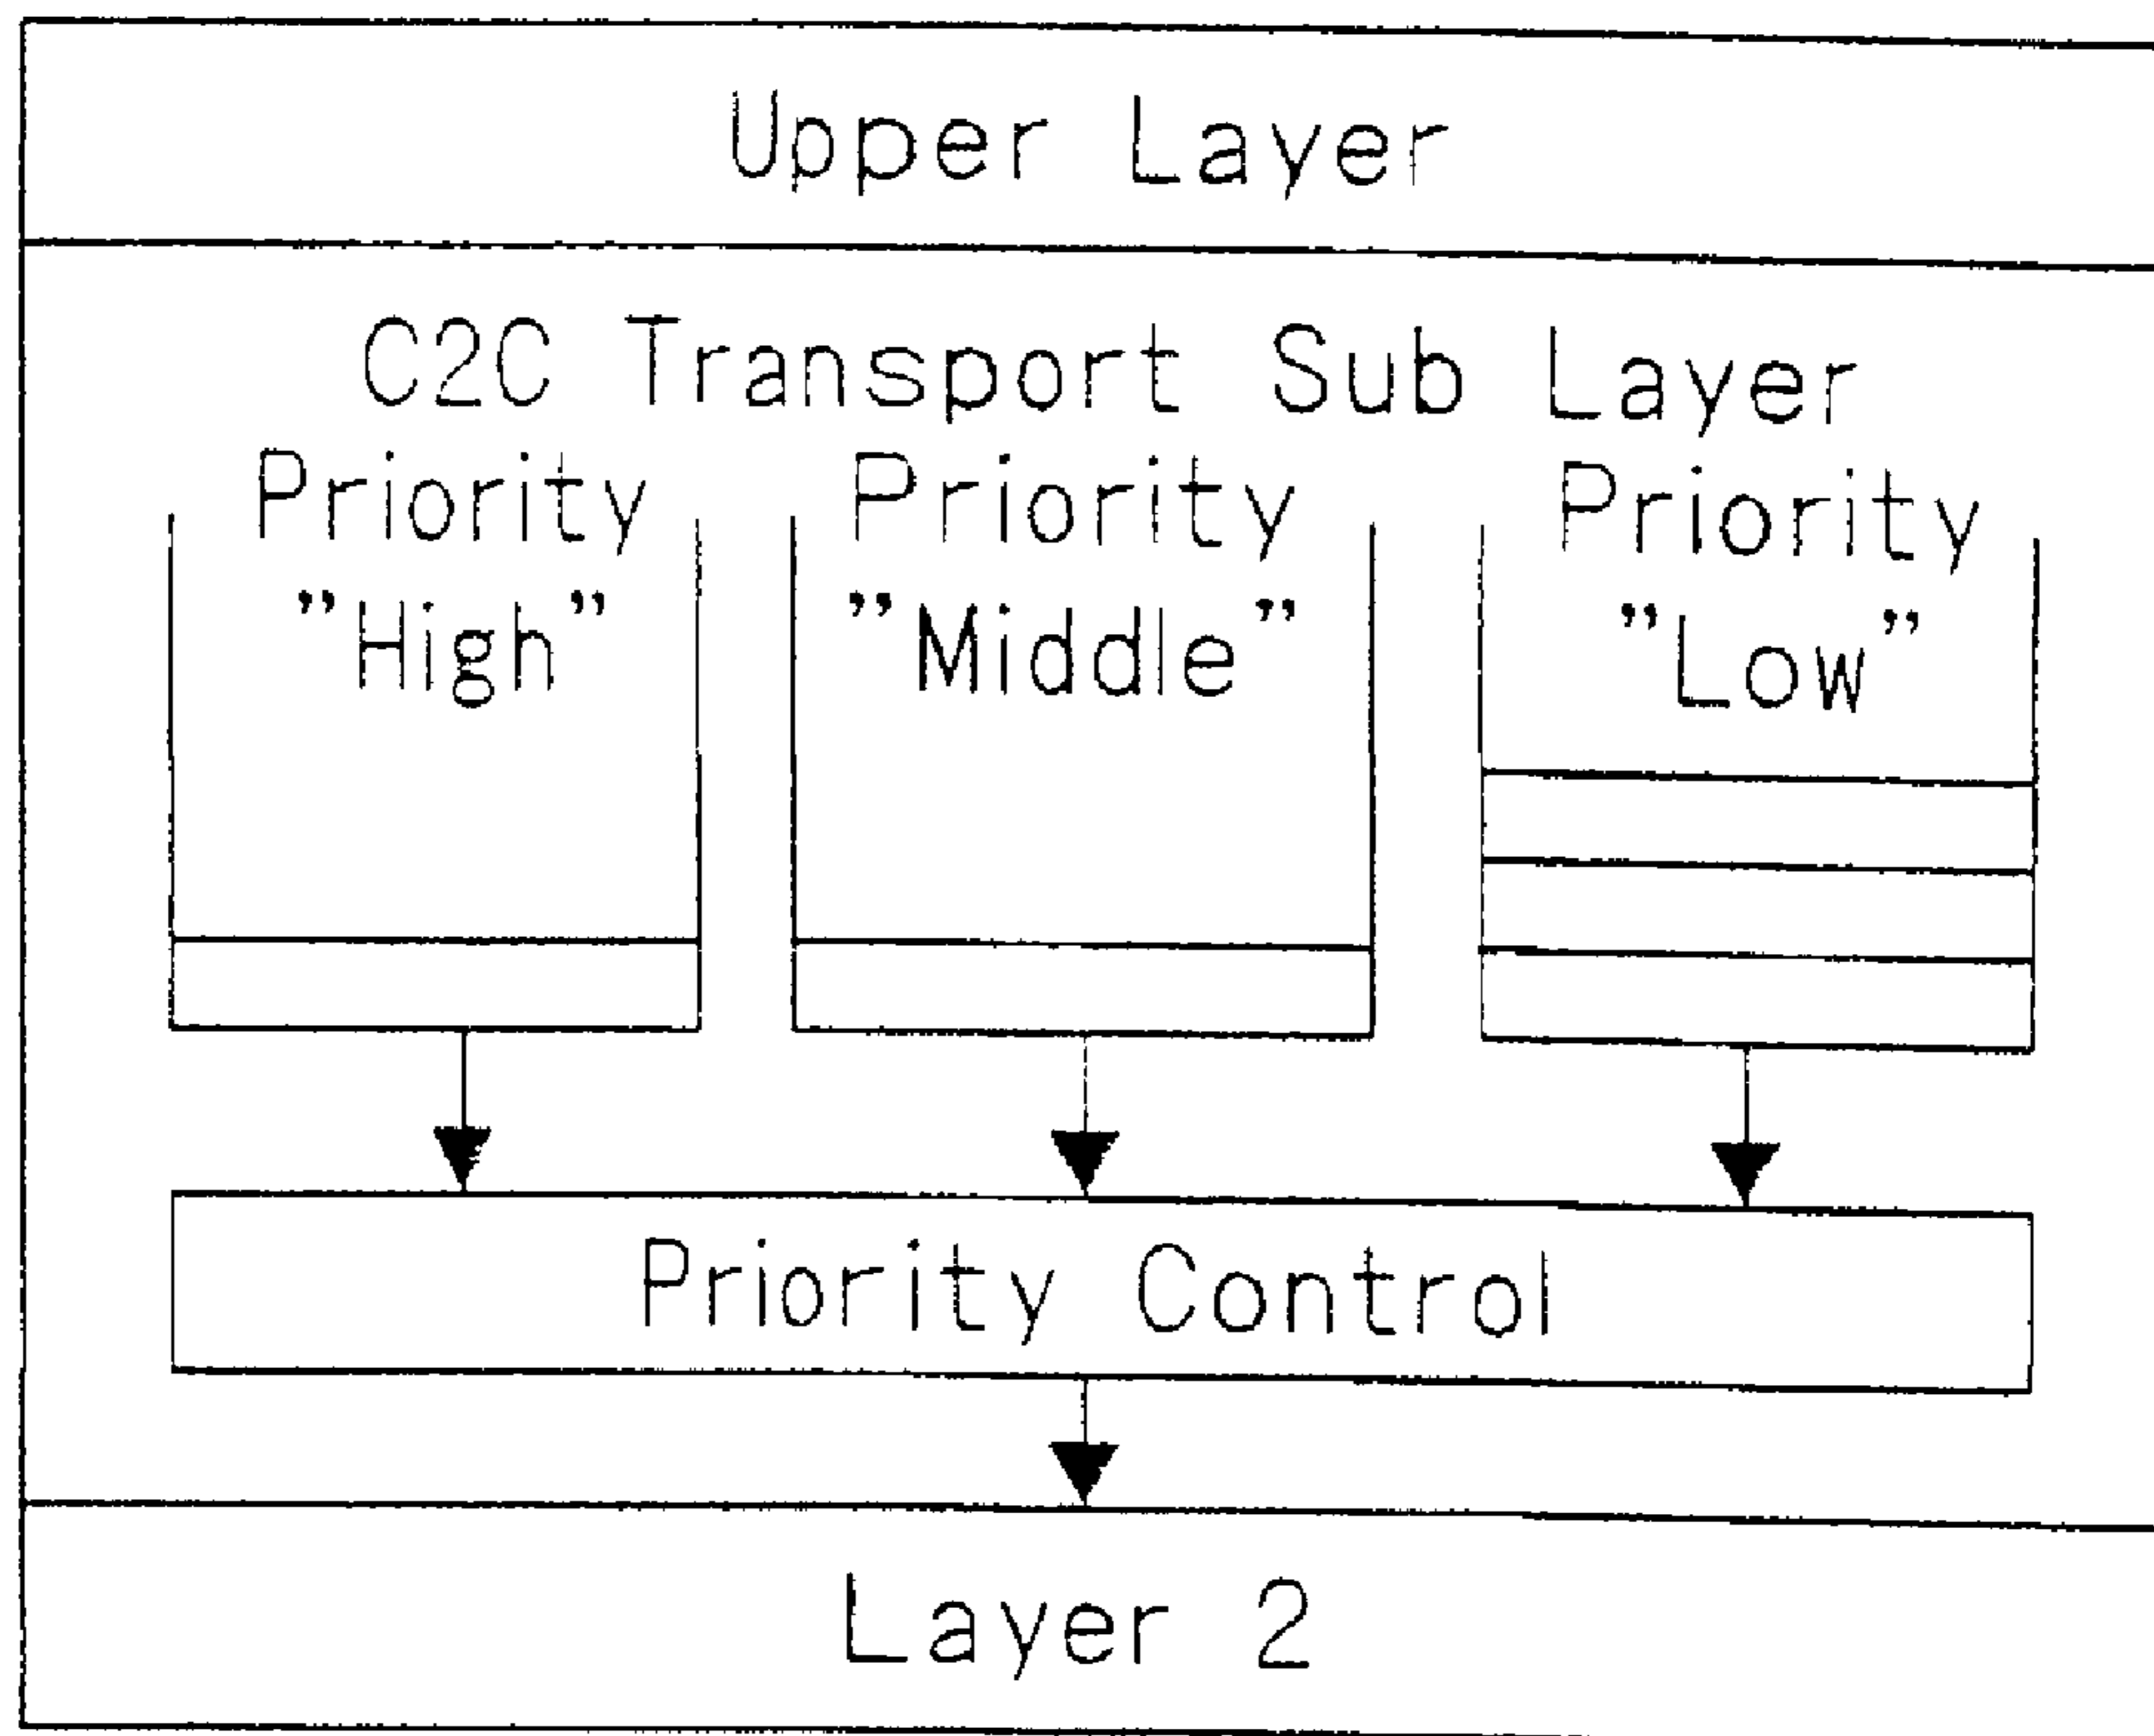 Upper Layer
C2C Transport Sub Layer
Priority Priority Priority
”High” ”Middle” ”Low”
Priority Control
Layer 2